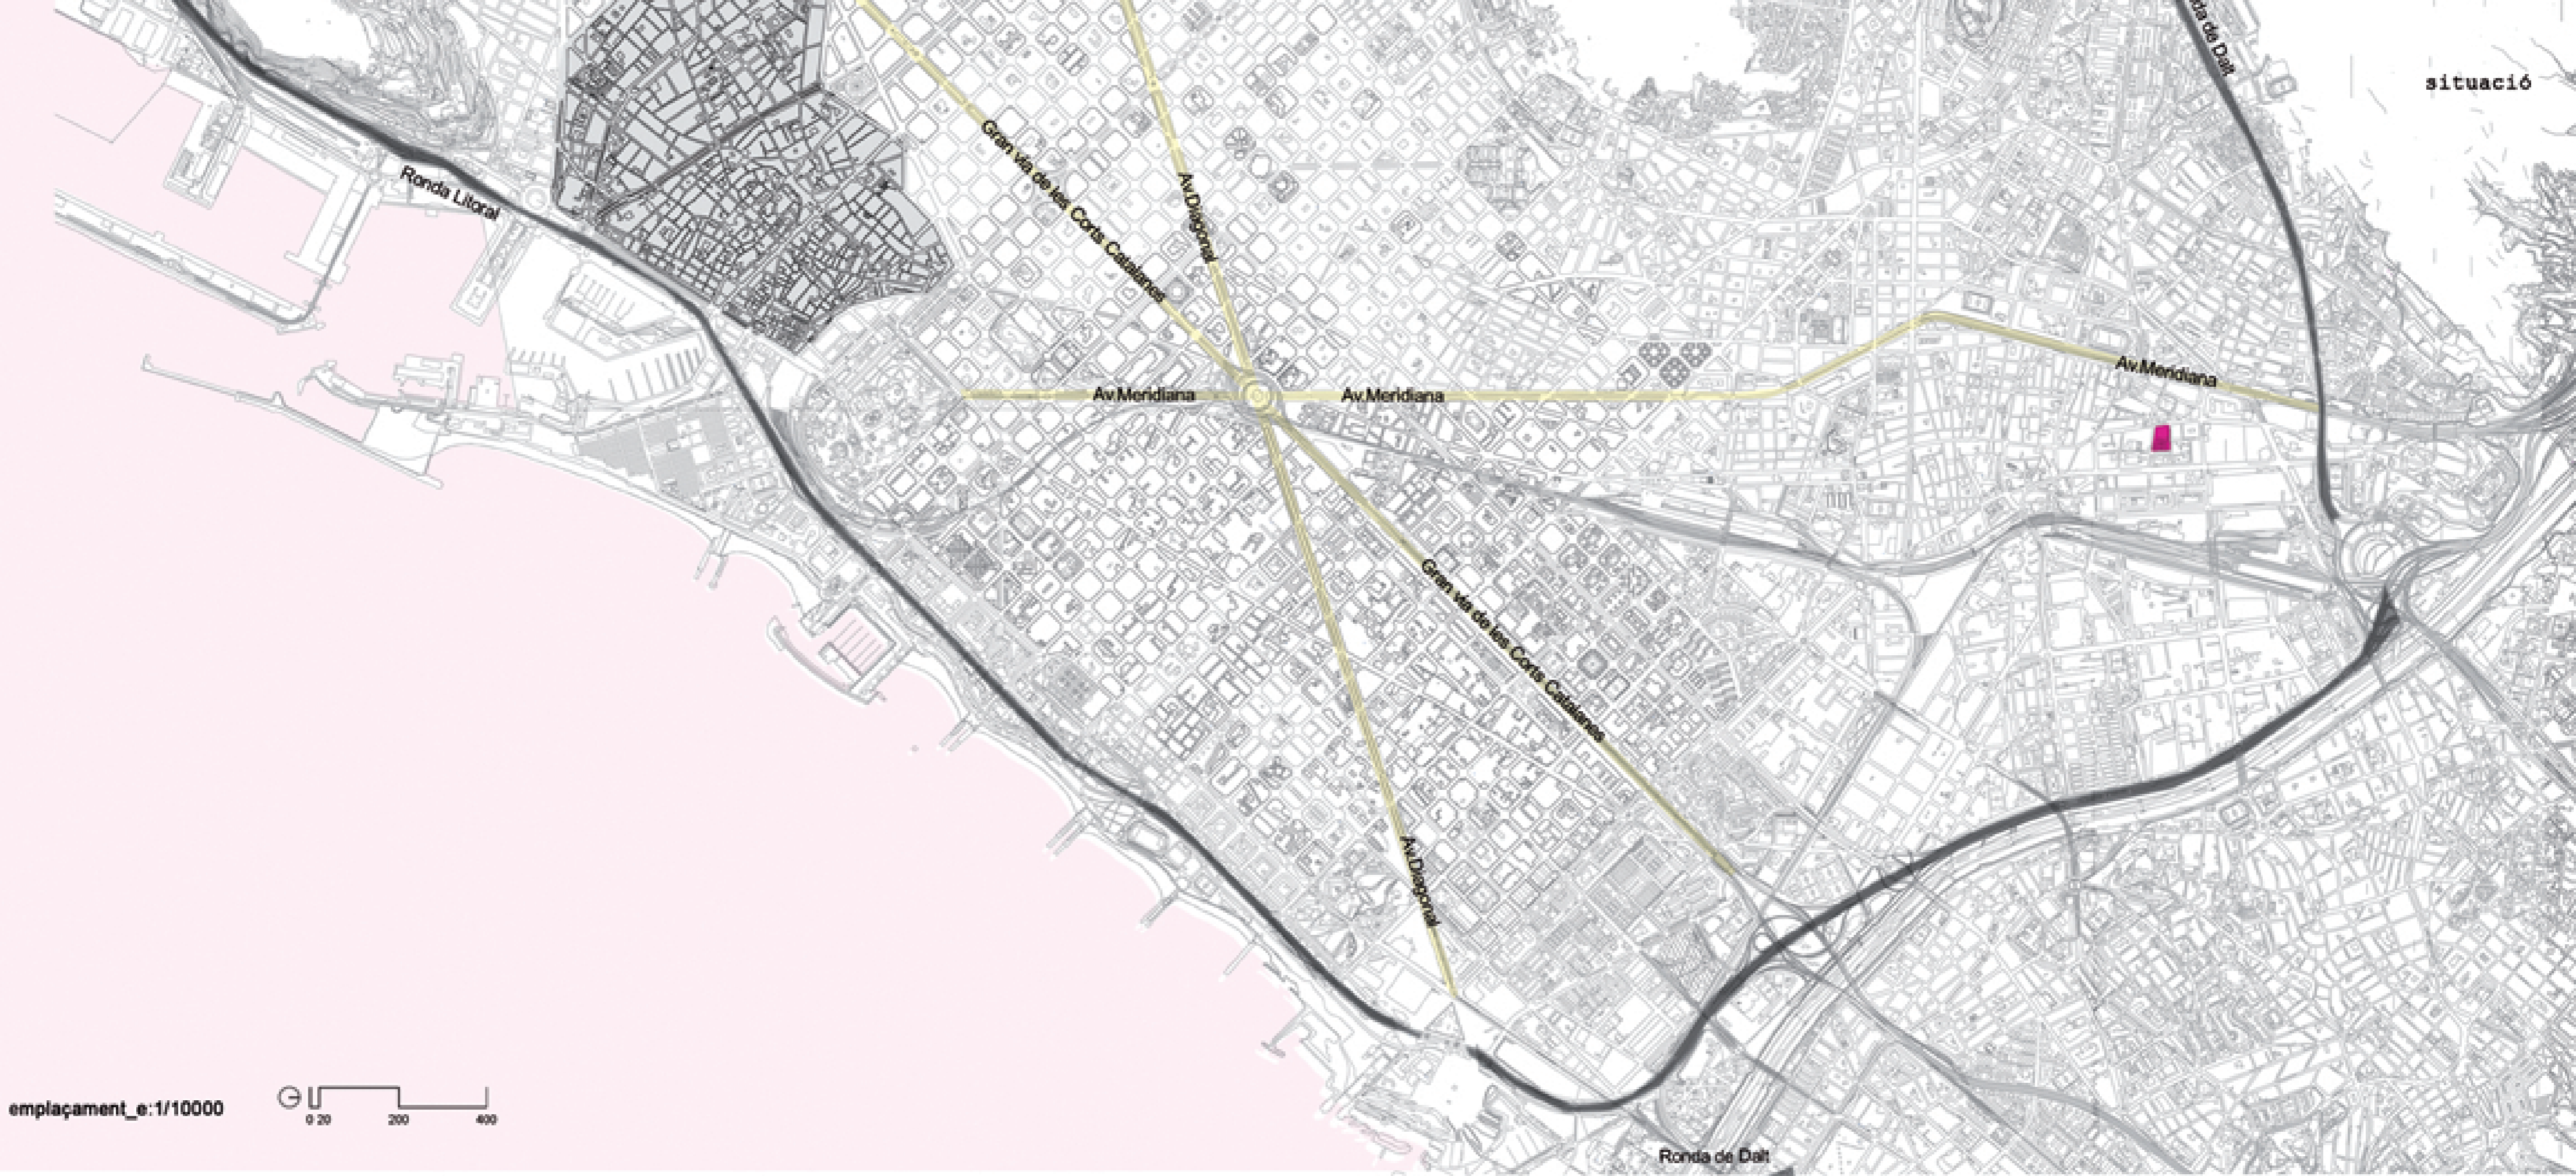 Ronda de Dalt
situació
Gran via de les Corts Catalanes
Av.Diagonal
Ronda Litoral
Av.Meridiana
Av.Meridiana
Av.Meridiana
Gran via de les Corts Catalanes
Av.Diagonal
emplaçament_e:1/10000
0 20 200 400
Ronda de Dalt